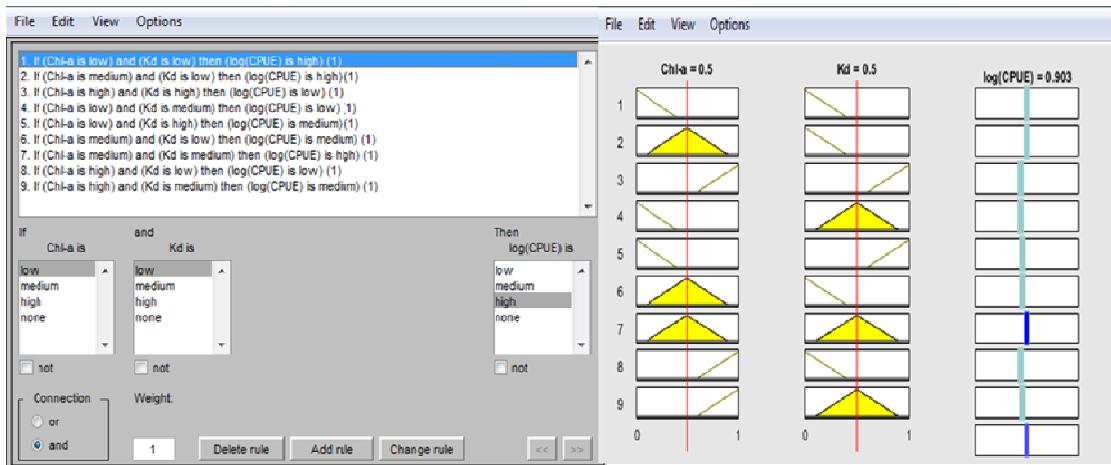 File Edit View Options
1. If (Chl-a is low) and (Kd is low) then (log(CPUE) is high) (1)
2. If (Chl-a is medium) and (Kd is low) then (log(CPUE) is high)(1)
3. If (Chl-a is high) and (Kd is high) then (log(CPUE) is low) (1)
4. If (Chl-a is low) and (Kd is medium) then (log(CPUE) is low) (1)
5. If (Chl-a is low) and (Kd is high) then (log(CPUE) is medium)(1)
6. If (Chl-a is medium) and (Kd is low) then (log(CPUE) is medium) (1)
7. If (Chl-a is medium) and (Kd is medium) then (log(CPUE) is high) (1)
8. If (Chl-a is high) and (Kd is low) then (log(CPUE) is low) (1)
9. If (Chl-a is high) and (Kd is medium) then (log(CPUE) is medium) (1)
If and Then
Chl-a is Kd is log(CPUE) is
low low low
medium medium medium
high high high
none none none
not not not
Connection Weight:
or
and 1 Delete rule Add rule Change rule << >>
File Edit View Options
Chl-a = 0.5 Kd = 0.5 log(CPUE) = 0.903
1
2
3
4
5
6
7
8
9
0 1 0 1